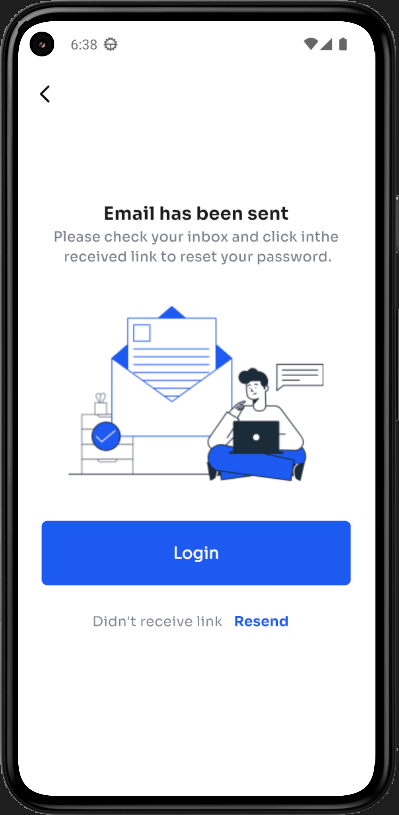 6:38
Email has been sent
Please check your inbox and click inthe
received link to reset your password.
Login
Didn't receive link Resend